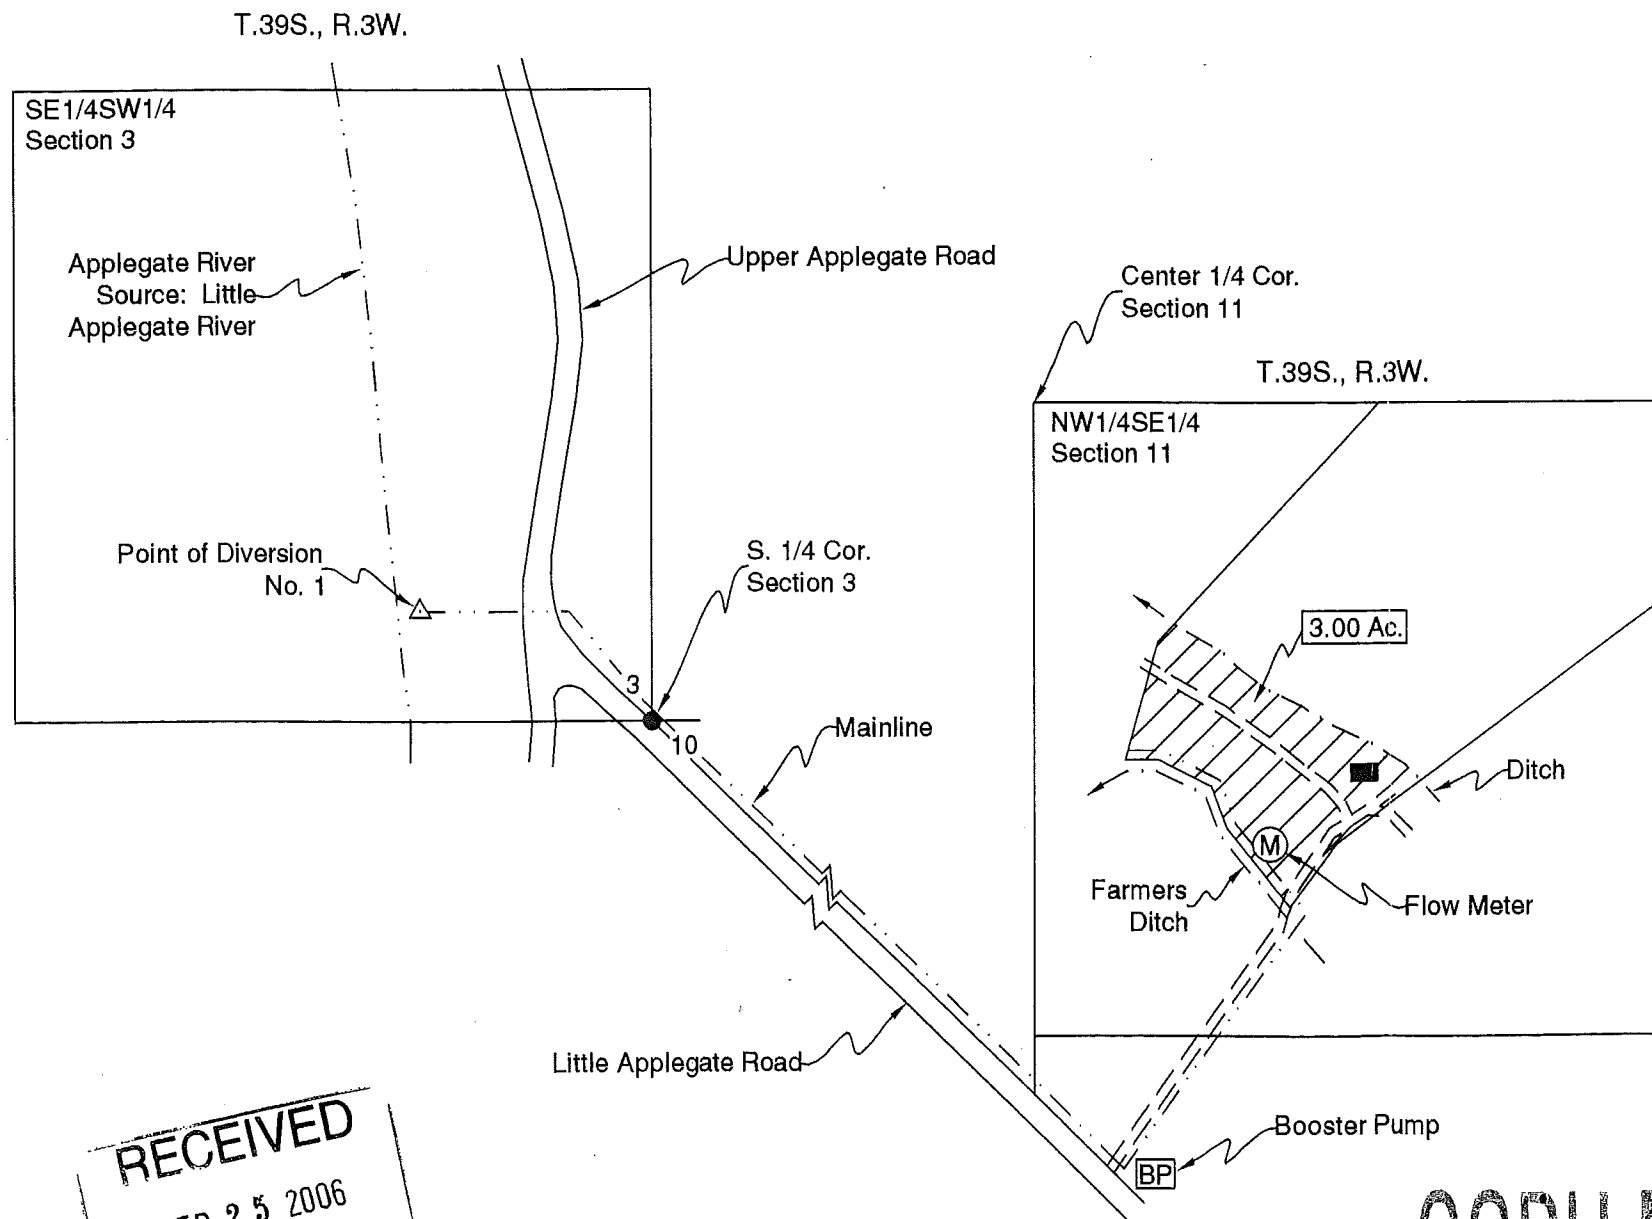 T.39S., R.3W.
SE1/4SW1/4
Section 3
Applegate River
Source: Little
Applegate River
Upper Applegate Road
Center 1/4 Cor.
Section 11
T.39S., R.3W.
NW1/4SE1/4
Section 11
Point of Diversion
No. 1
S. 1/4 Cor.
Section 3
3.00 Ac.
3
10
Mainline
Ditch
M
Farmers
Ditch
Flow Meter
Little Applegate Road
Booster Pump
BP
RECEIVED
25 2006